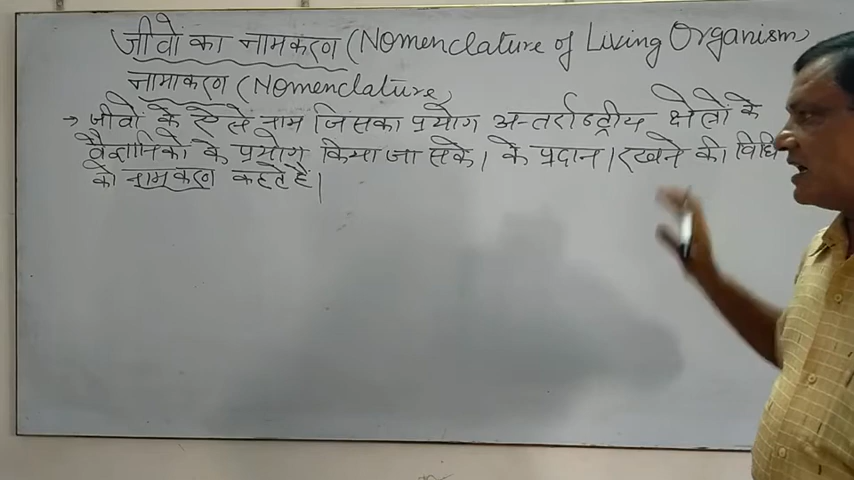 जीवों का नामकरण (Nomenclature of Living Organism)
नामाकरण (Nomenclature)
→ जीवों के ऐसे नाम जिसका प्रयोग अन्तर्राष्ट्रीय क्षेत्रों के
वैज्ञानिकों के प्रयोग किया जा सके। के प्रदान/रखने की विधि
को नामकरण कहते हैं।